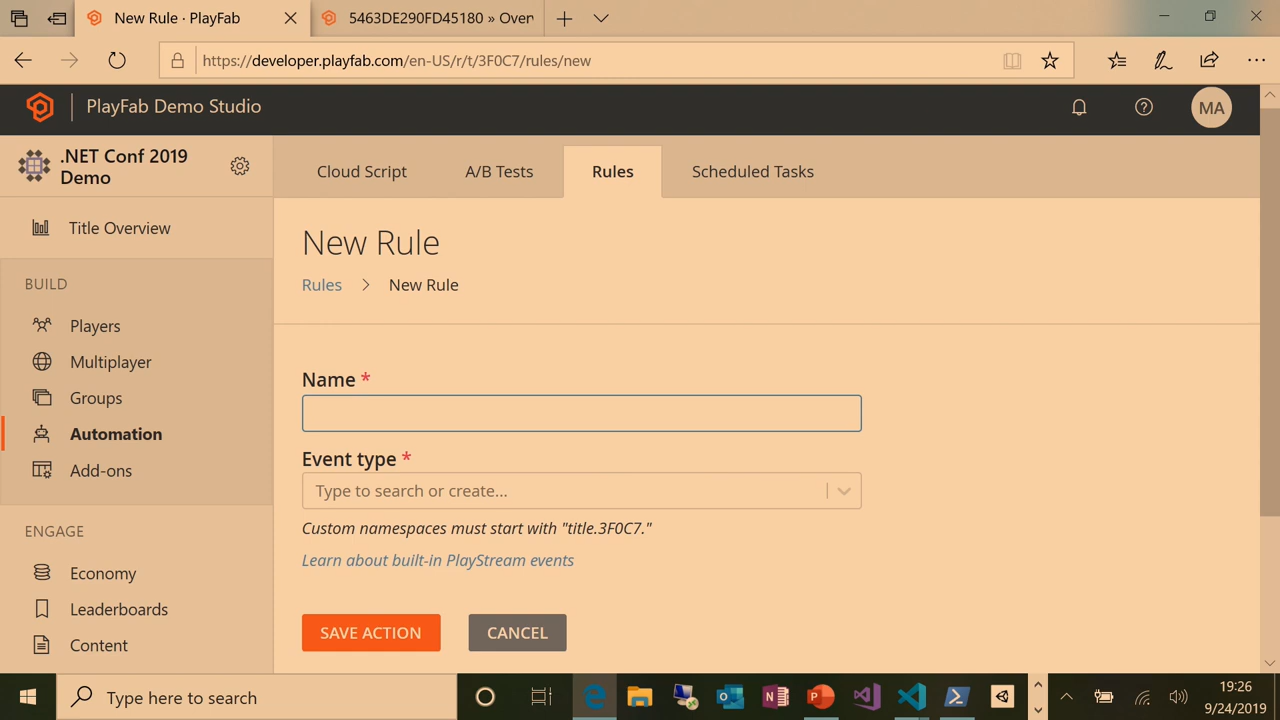 New Rule · PlayFab
5463DE290FD45180 » Over
https://developer.playfab.com/en-US/r/t/3F0C7/rules/new
PlayFab Demo Studio
MA
.NET Conf 2019
Demo
Cloud Script
A/B Tests
Rules
Scheduled Tasks
Title Overview
New Rule
Rules > New Rule
BUILD
Players
Multiplayer
Groups
Automation
Add-ons
ENGAGE
Economy
Leaderboards
Content
Name *
Event type *
Type to search or create...
Custom namespaces must start with "title.3F0C7."
Learn about built-in PlayStream events
SAVE ACTION
CANCEL
Type here to search
19:26
9/24/2019